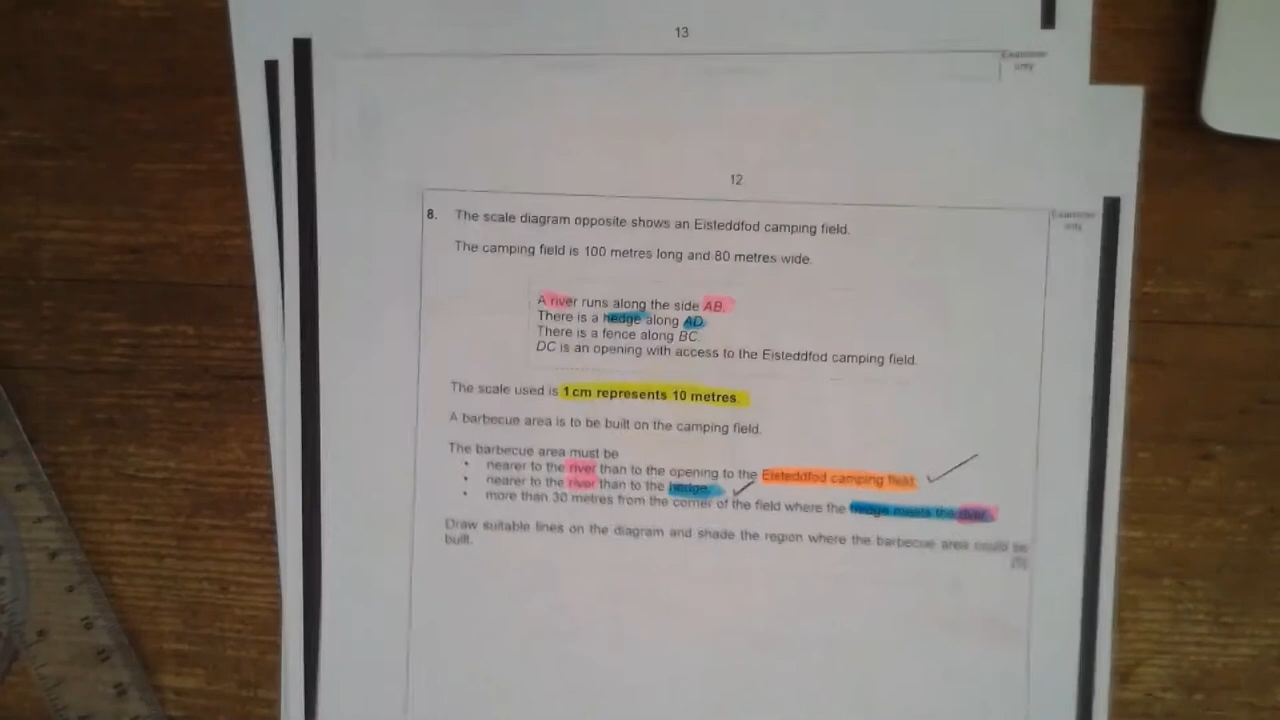 13
Examiner
only
12
Examiner
only
8. The scale diagram opposite shows an Eisteddfod camping field.
The camping field is 100 metres long and 80 metres wide.
A river runs along the side AB.
There is a hedge along AD.
There is a fence along BC.
DC is an opening with access to the Eisteddfod camping field.
The scale used is 1 cm represents 10 metres.
A barbecue area is to be built on the camping field.
The barbecue area must be
• nearer to the river than to the opening to the Eisteddfod camping field,
• nearer to the river than to the hedge,
• more than 30 metres from the corner of the field where the hedge meets the river.
Draw suitable lines on the diagram and shade the region where the barbecue area could be
built.